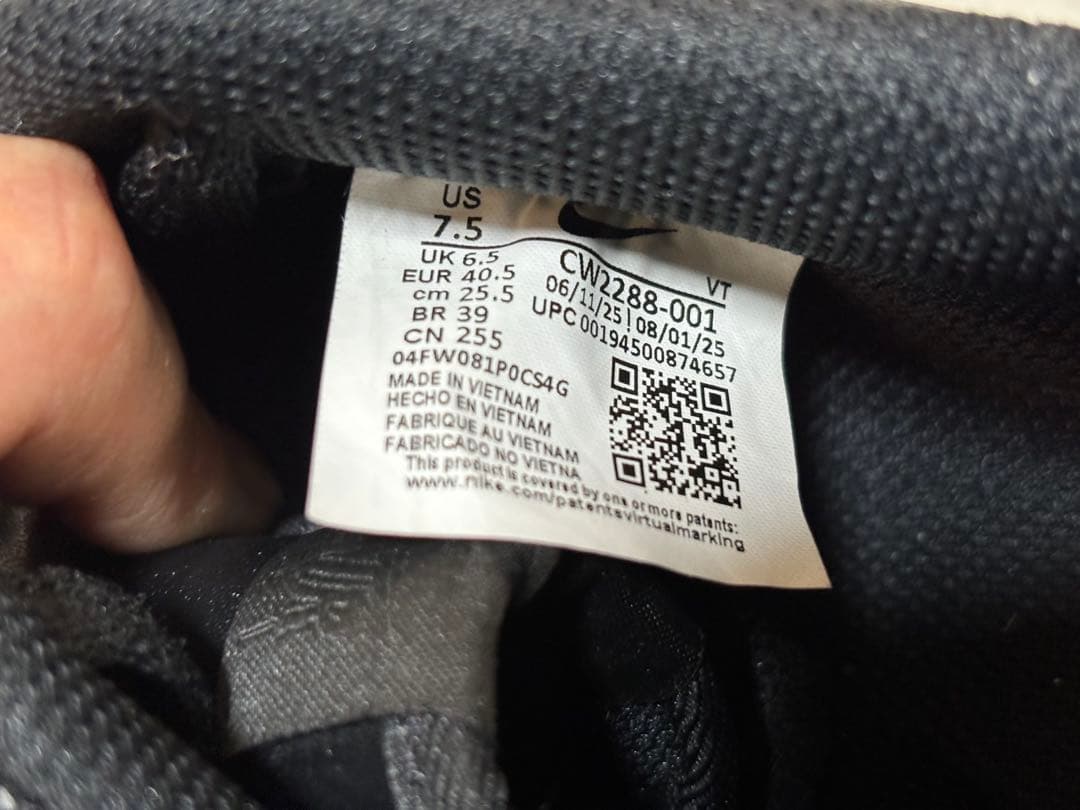 US
7.5
UK 6.5
EUR 40.5
cm 25.5
BR 39
CN 255
VT
CW2288-001
06/11/25|08/01/25
UPC 00194500874657
04FW081P0CS4G
MADE IN VIETNAM
HECHO EN VIETNAM
FABRIQUE AU VIETNAM
FABRICADO NO VIETNA
This product is covered by one or more patents:
www.nike.com/patentsvirtualmarking